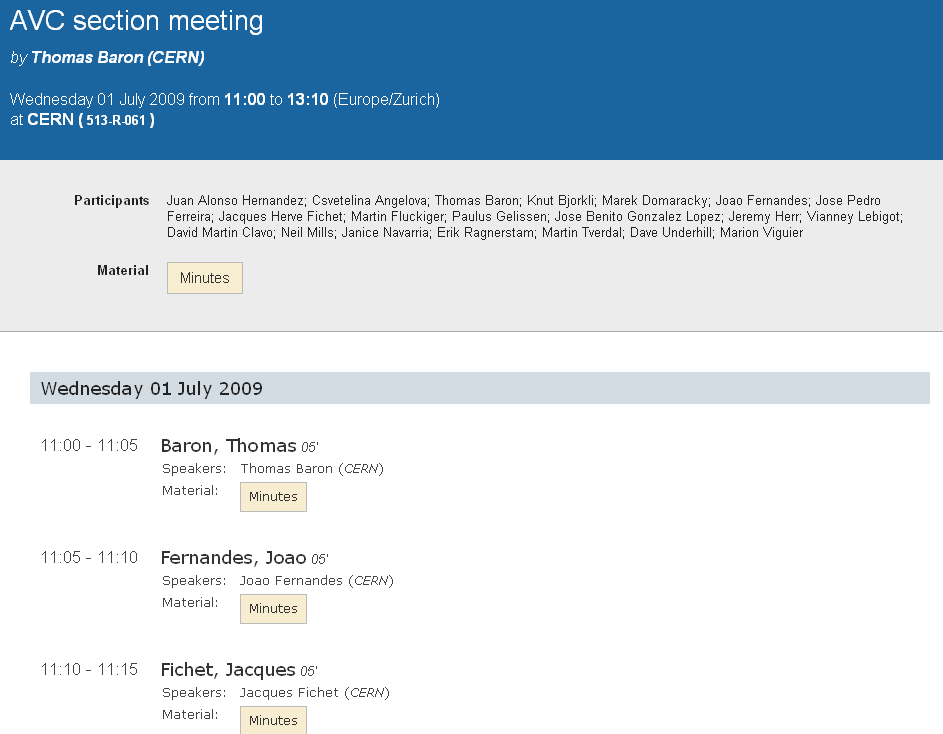 AVC section meeting
by Thomas Baron (CERN)
Wednesday 01 July 2009 from 11:00 to 13:10 (Europe/Zurich)
at CERN ( 513-R-061 )
Participants Juan Alonso Hernandez; Csvetelina Angelova; Thomas Baron; Knut Bjorkli; Marek Domaracky; Joao Fernandes; Jose Pedro
Ferreira; Jacques Herve Fichet; Martin Fluckiger; Paulus Gelissen; Jose Benito Gonzalez Lopez; Jeremy Herr; Vianney Lebigot;
David Martin Clavo; Neil Mills; Janice Navarria; Erik Ragnerstam; Martin Tverdal; Dave Underhill; Marion Viguier
Material Minutes
Wednesday 01 July 2009
11:00 - 11:05 Baron, Thomas 05'
Speakers: Thomas Baron (CERN)
Material: Minutes
11:05 - 11:10 Fernandes, Joao 05'
Speakers: Joao Fernandes (CERN)
Material: Minutes
11:10 - 11:15 Fichet, Jacques 05'
Speakers: Jacques Fichet (CERN)
Material: Minutes